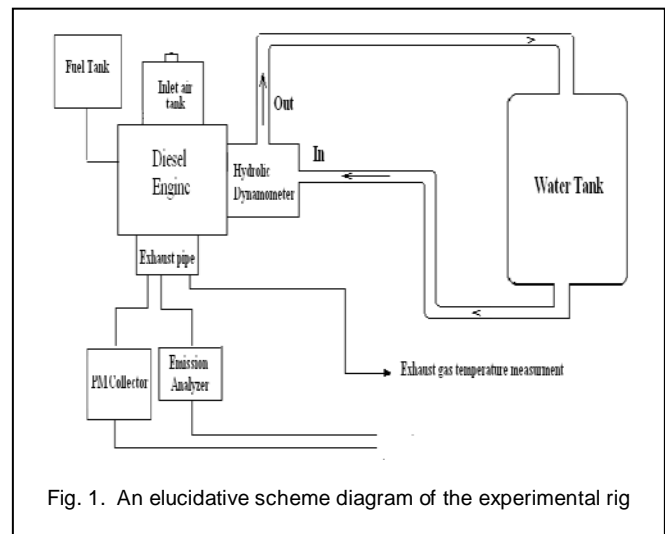 Fuel Tank
Inlet air
tank
Out
Diesel
Engine
In
Hydrolic
Dynamometer
Water Tank
Exhaust pipe
PM Collector
Emission
Analyzer
Exhaust gas temperature measurment
Fig. 1. An elucidative scheme diagram of the experimental rig